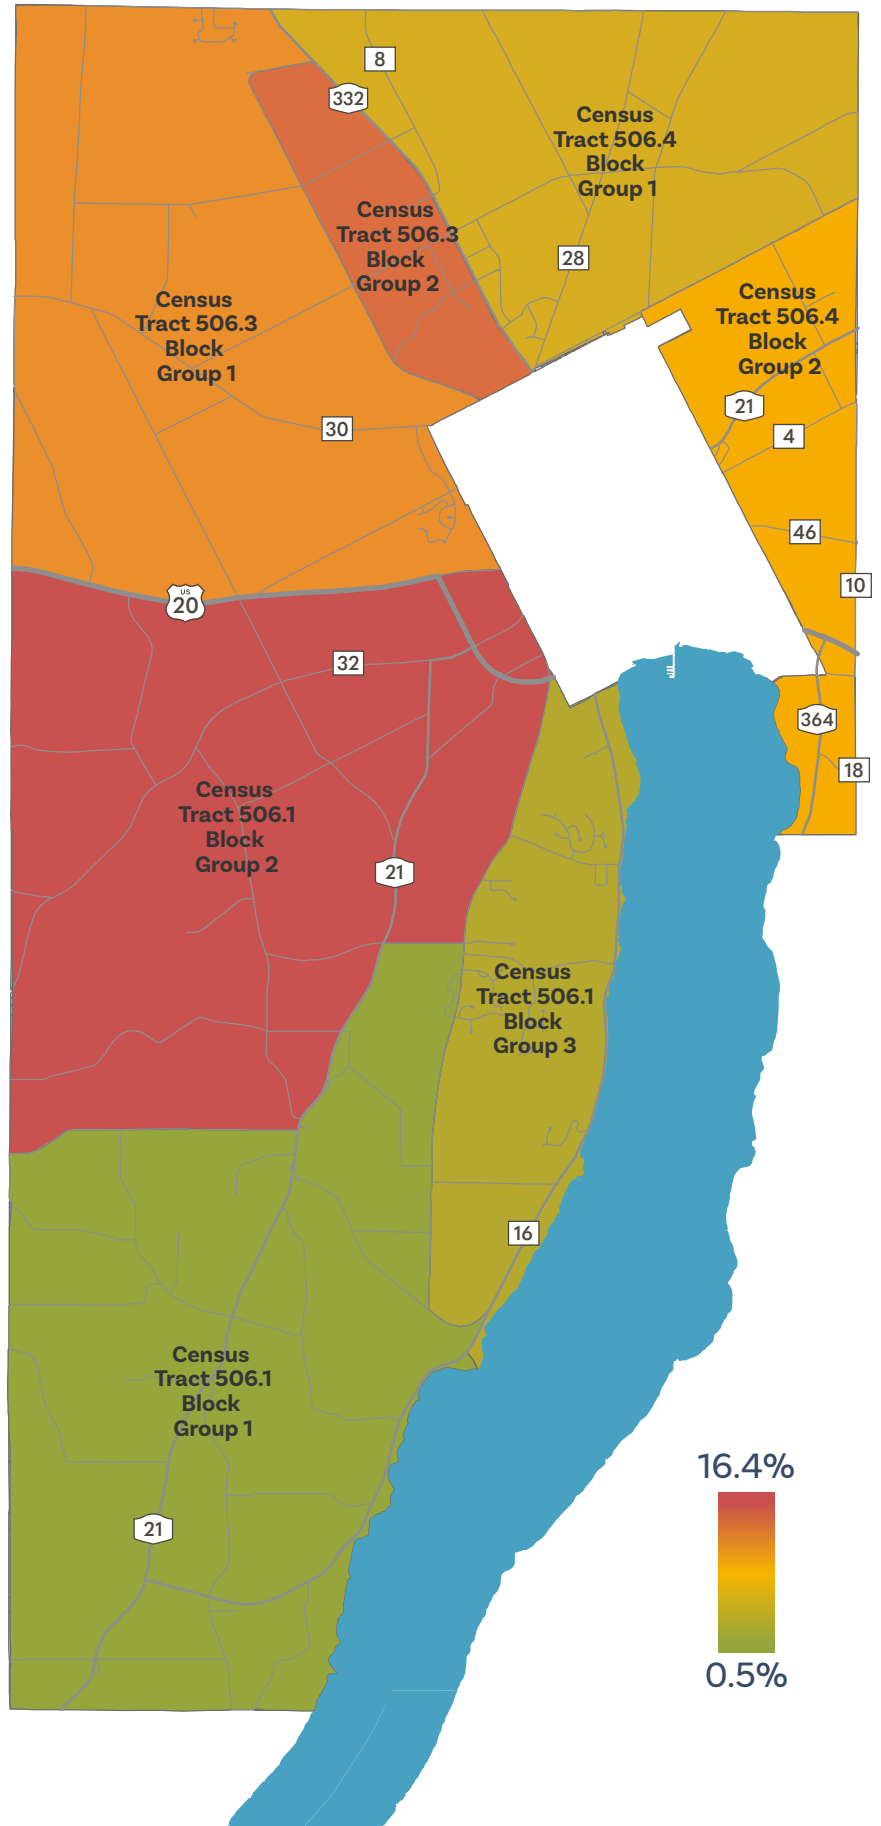 8
332
Census
Tract 506.4
Block
Group 1
Census
Tract 506.3
Block
Group 2
28
Census
Tract 506.4
Block
Group 2
Census
Tract 506.3
Block
Group 1
21
30
4
46
10
US
20
32
364
18
Census
Tract 506.1
Block
Group 2
21
Census
Tract 506.1
Block
Group 3
16
Census
Tract 506.1
Block
Group 1
16.4%
21
0.5%